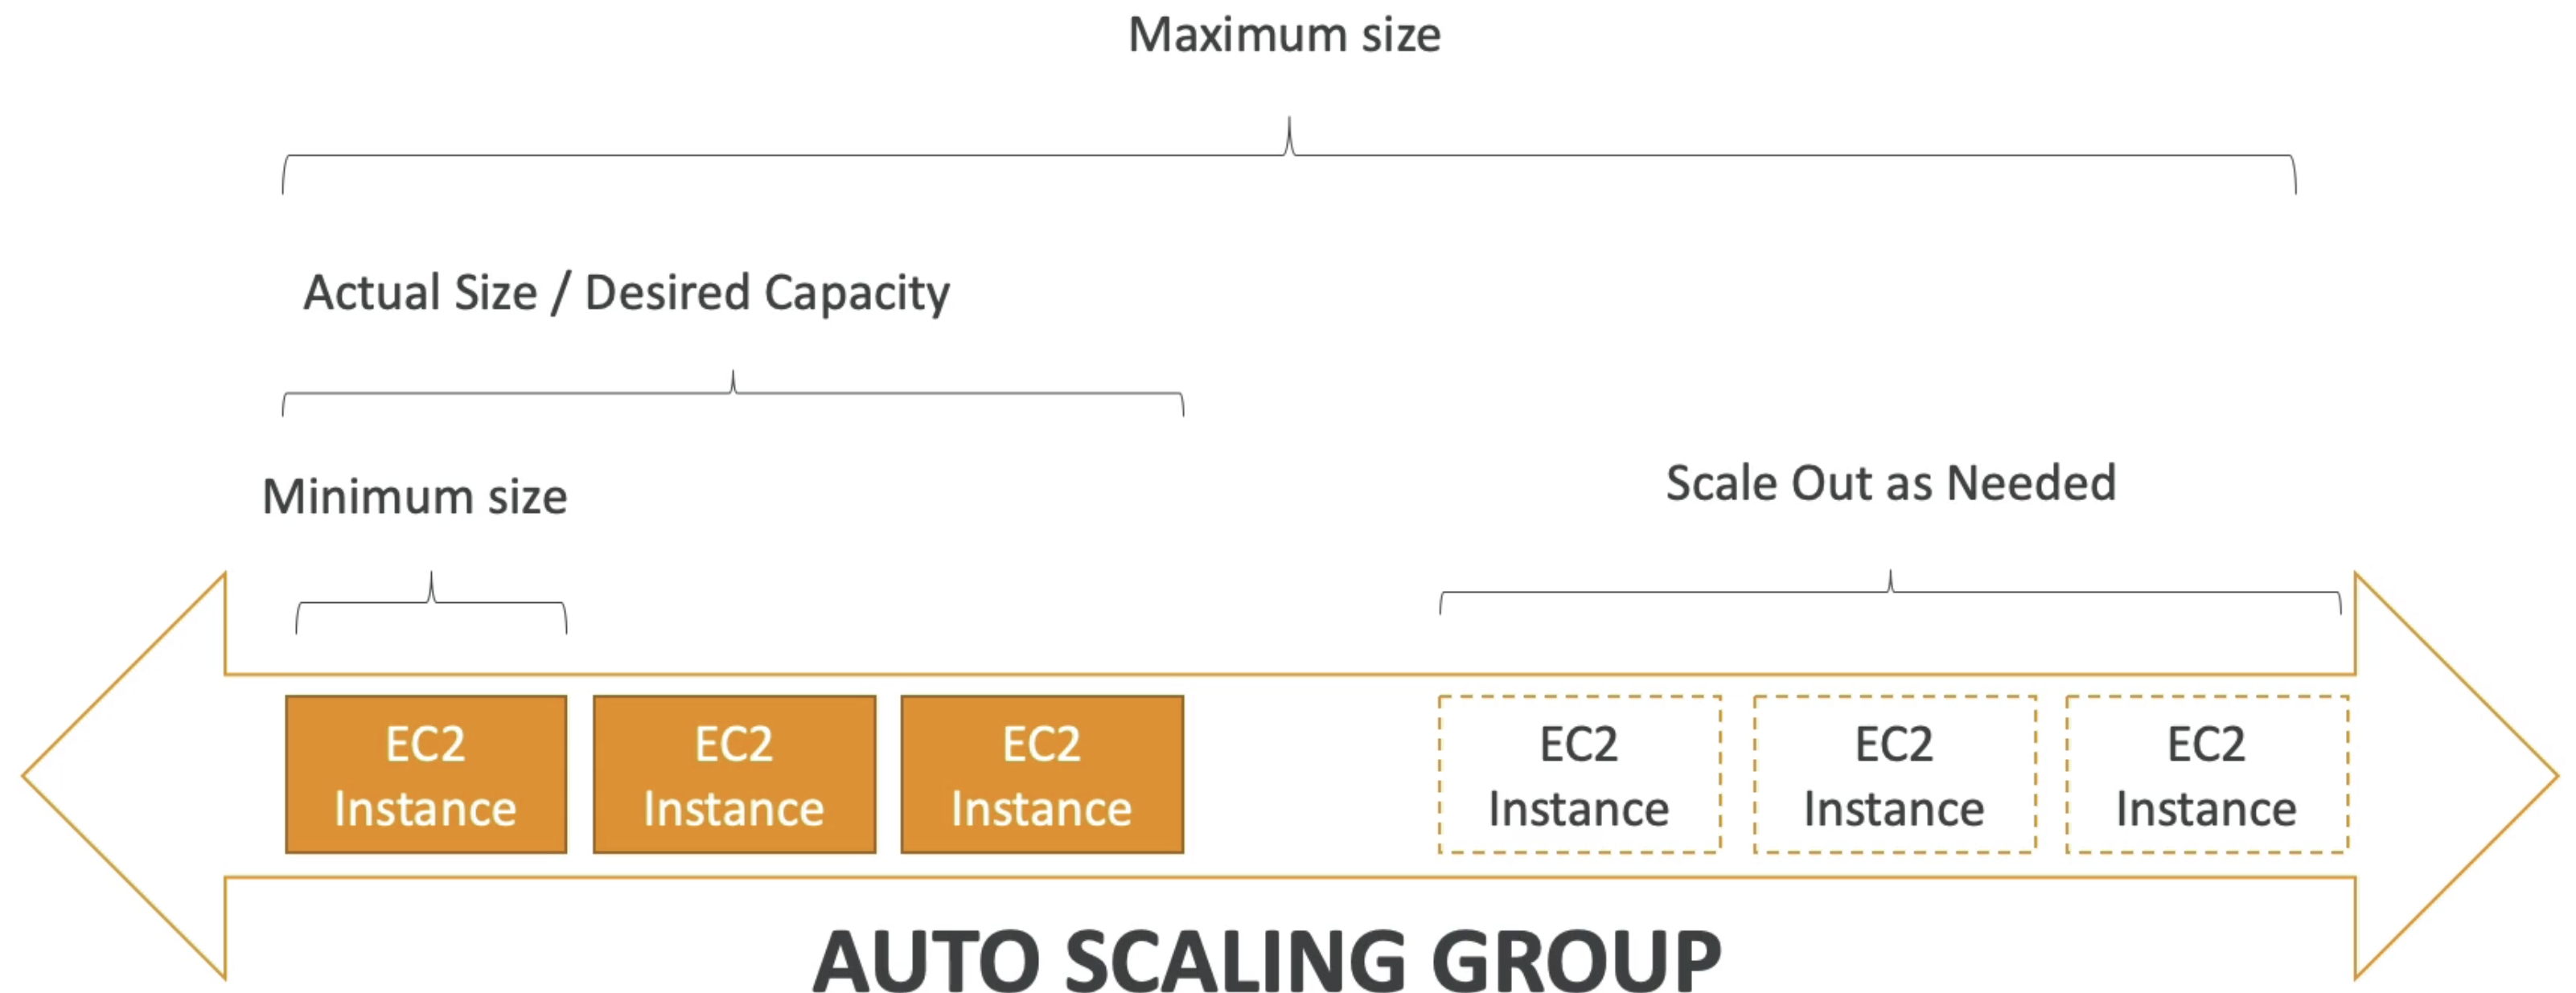 Maximum size
Actual Size / Desired Capacity
Minimum size
Scale Out as Needed
EC2
Instance
EC2
Instance
EC2
Instance
EC2
Instance
EC2
Instance
EC2
Instance
AUTO SCALING GROUP